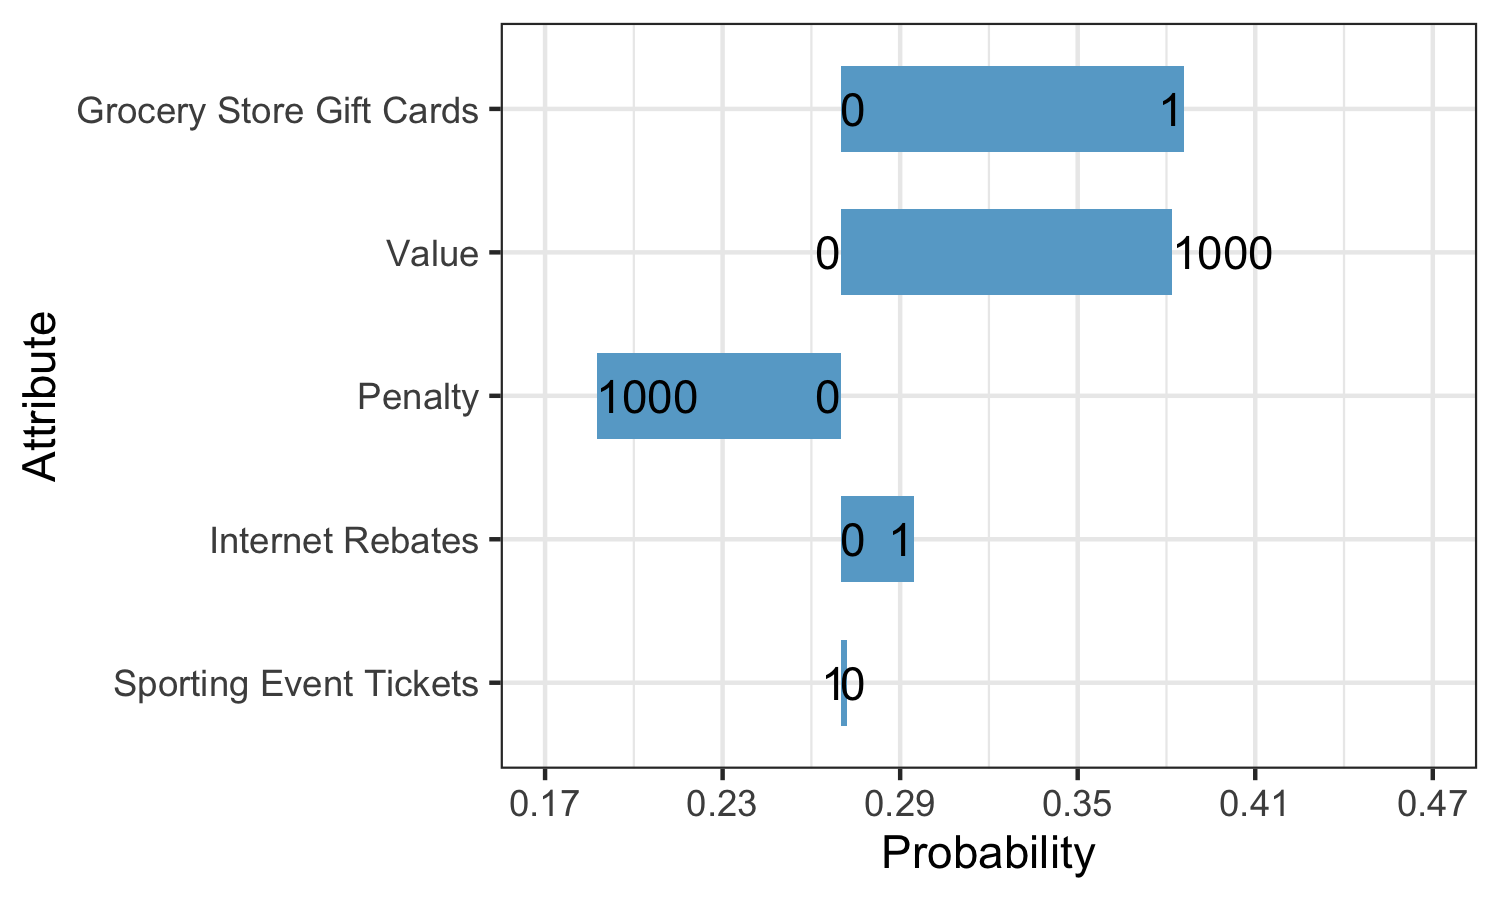 Grocery Store Gift Cards 0 1
Value 0 1000
Penalty 1000 0
Internet Rebates 0 1
Sporting Event Tickets 10
Attribute
0.17 0.23 0.29 0.35 0.41 0.47
Probability